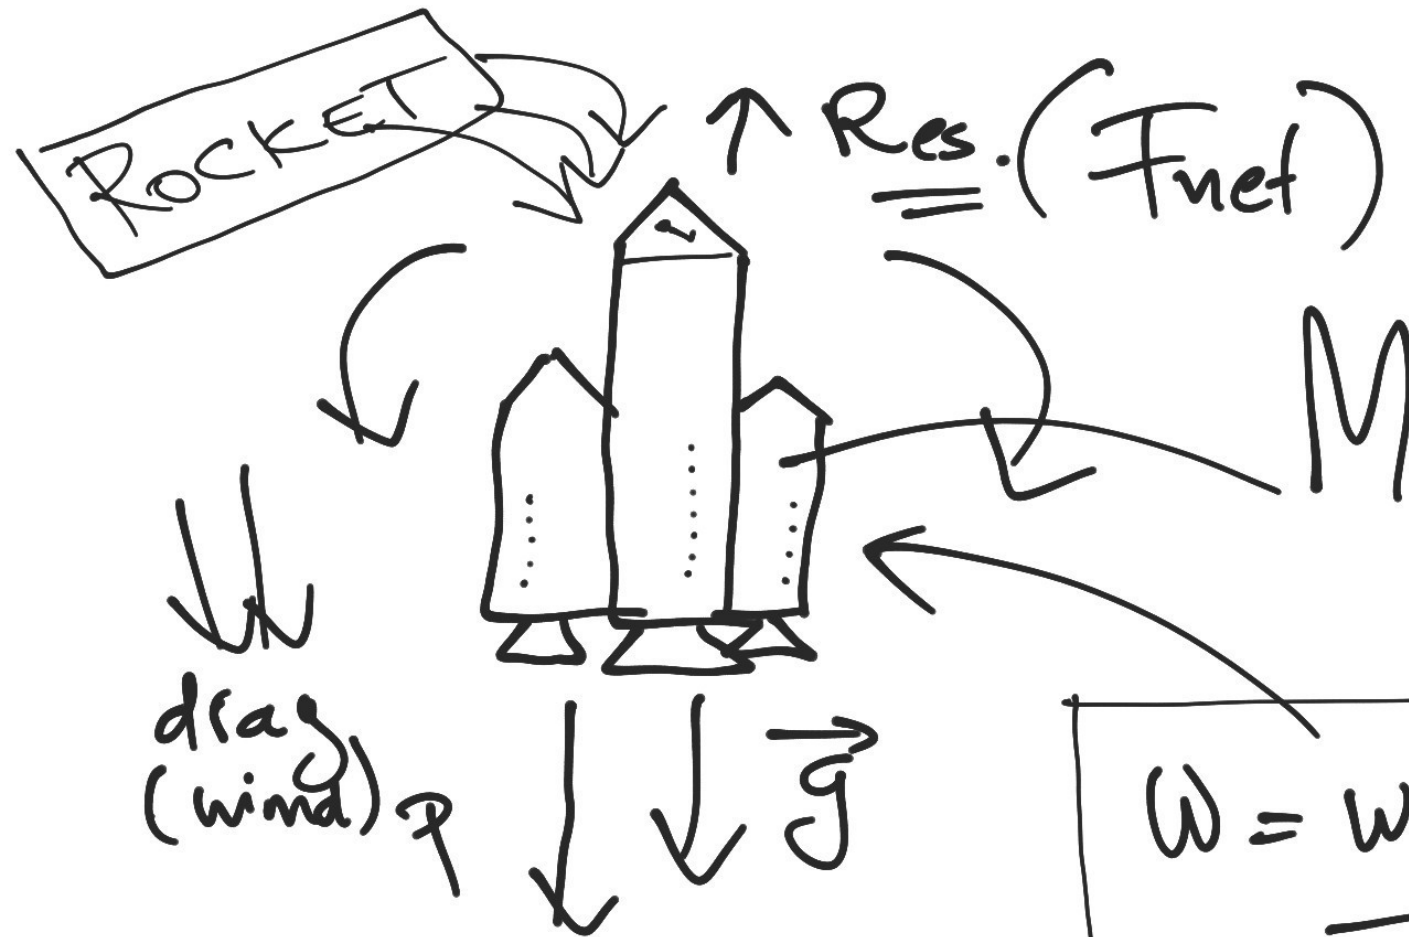 ROCKET
Res. (Fnet)
M
drag
(wind)
g
W = w